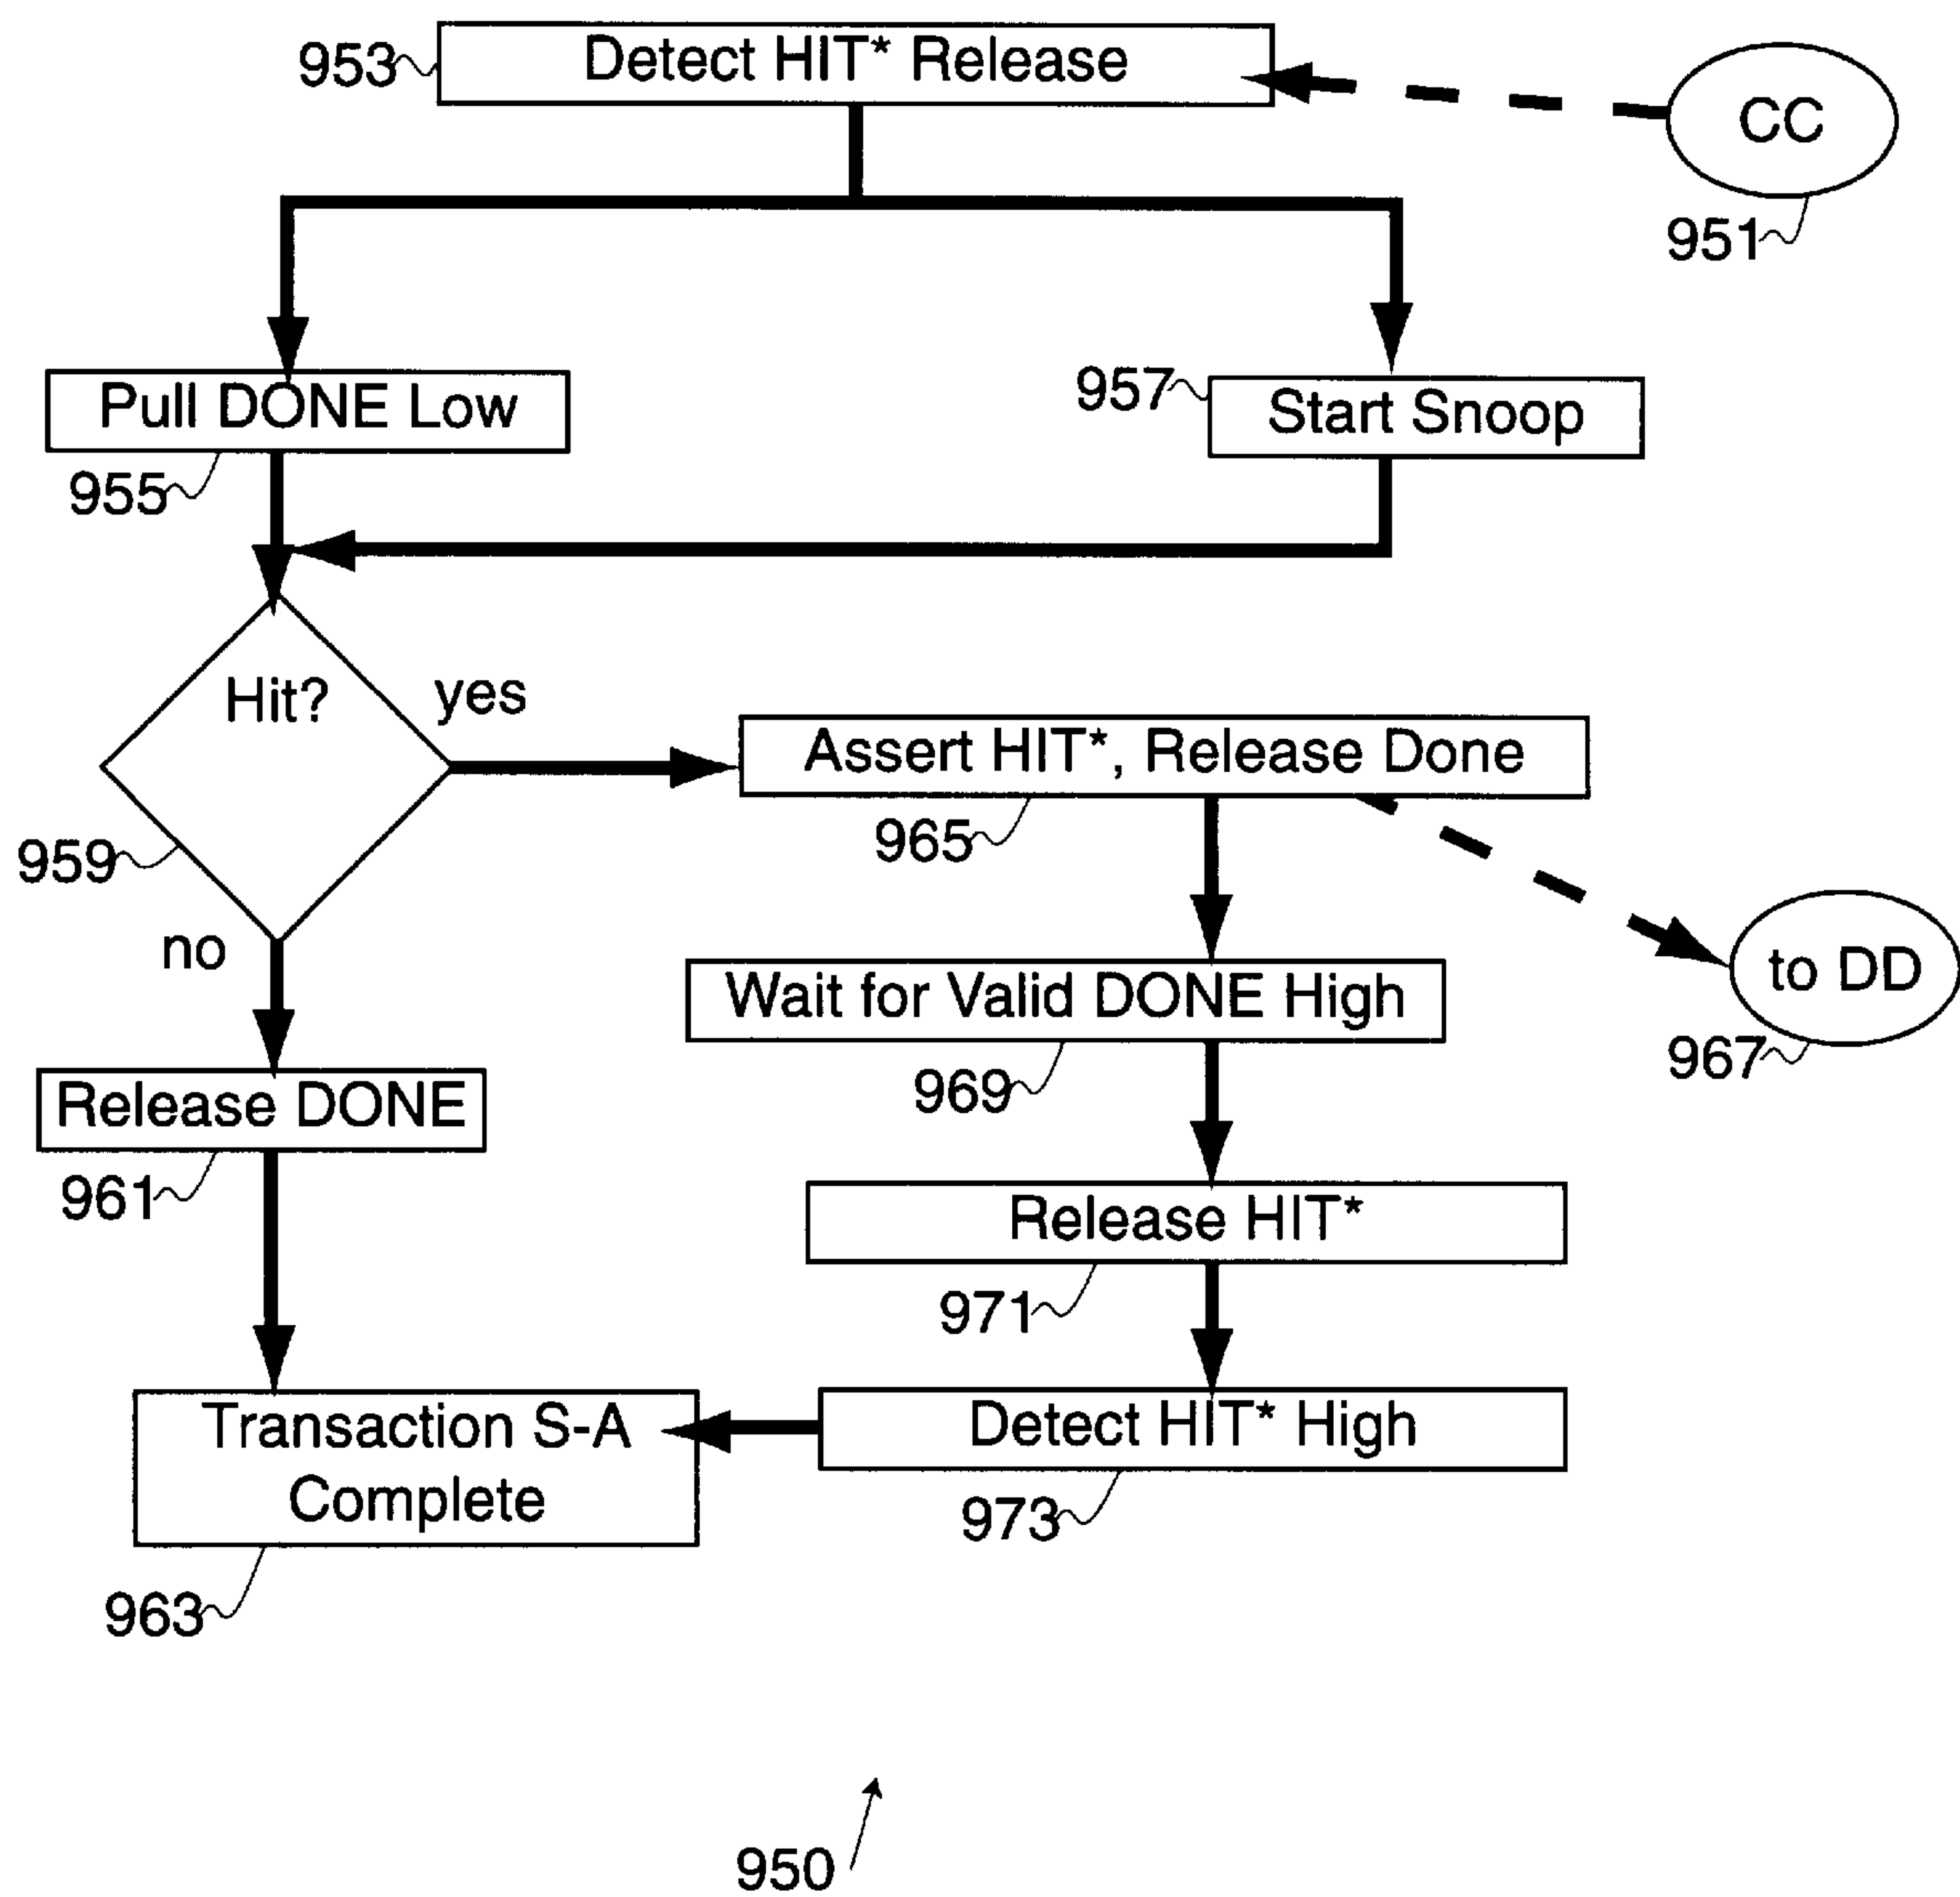 953
Detect HIT* Release
CC
951
Pull DONE Low
955
957
Start Snoop
Hit?
yes
959
no
Assert HIT*, Release Done
965
to DD
967
Wait for Valid DONE High
969
Release DONE
961
Release HIT*
971
Transaction S-A
Complete
963
Detect HIT* High
973
950